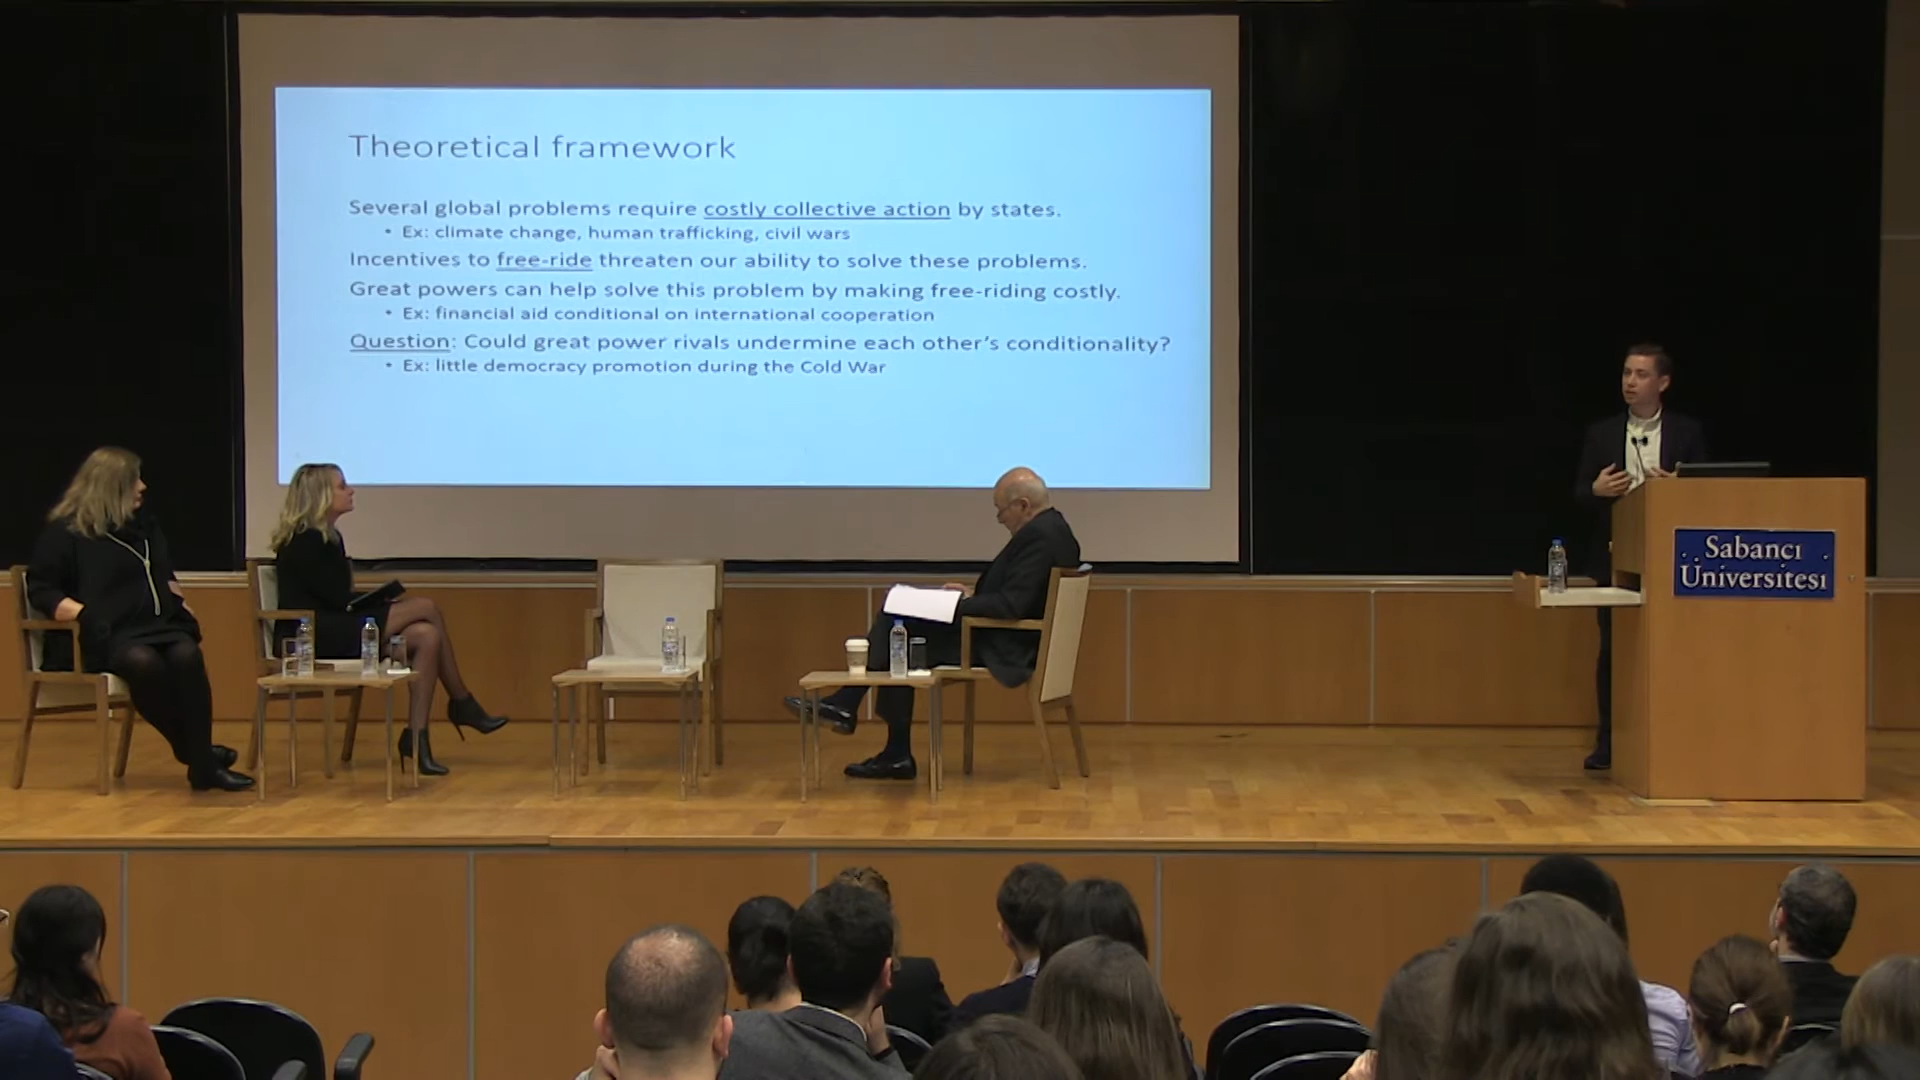 Theoretical framework
Several global problems require costly collective action by states.
• Ex: climate change, human trafficking, civil wars
Incentives to free-ride threaten our ability to solve these problems.
Great powers can help solve this problem by making free-riding costly.
• Ex: financial aid conditional on international cooperation
Question: Could great power rivals undermine each other's conditionality?
• Ex: little democracy promotion during the Cold War
Sabancı
Üniversitesi